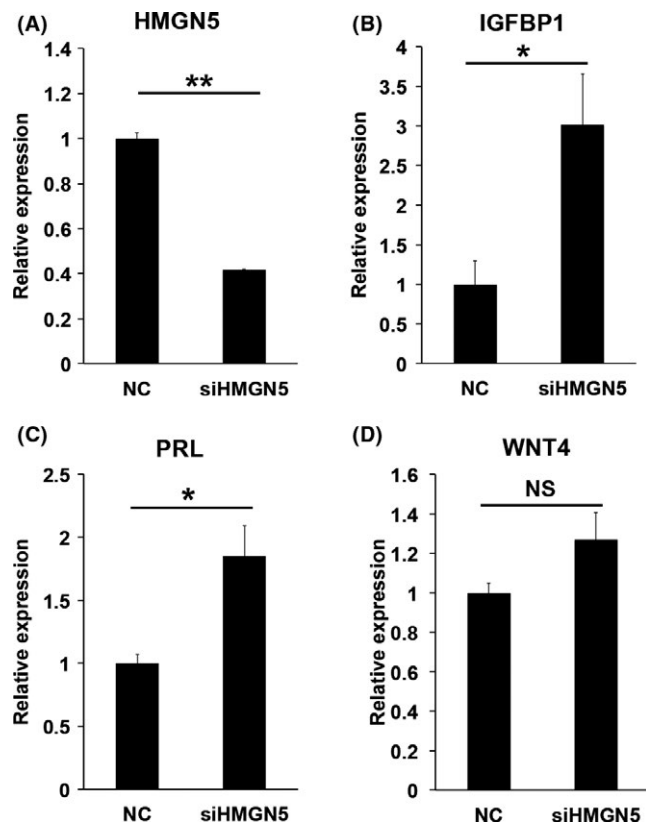 (A)
HMGN5
Relative expression
1.4
1.2
1
0.8
0.6
0.4
0.2
0
**
NC
siHMGN5
(B)
IGFBP1
Relative expression
4
3.5
3
2.5
2
1.5
1
0.5
0
*
NC
siHMGN5
(C)
PRL
Relative expression
2.5
2
1.5
1
0.5
0
*
NC
siHMGN5
(D)
WNT4
Relative expression
1.6
1.4
1.2
1
0.8
0.6
0.4
0.2
0
NS
NC
siHMGN5